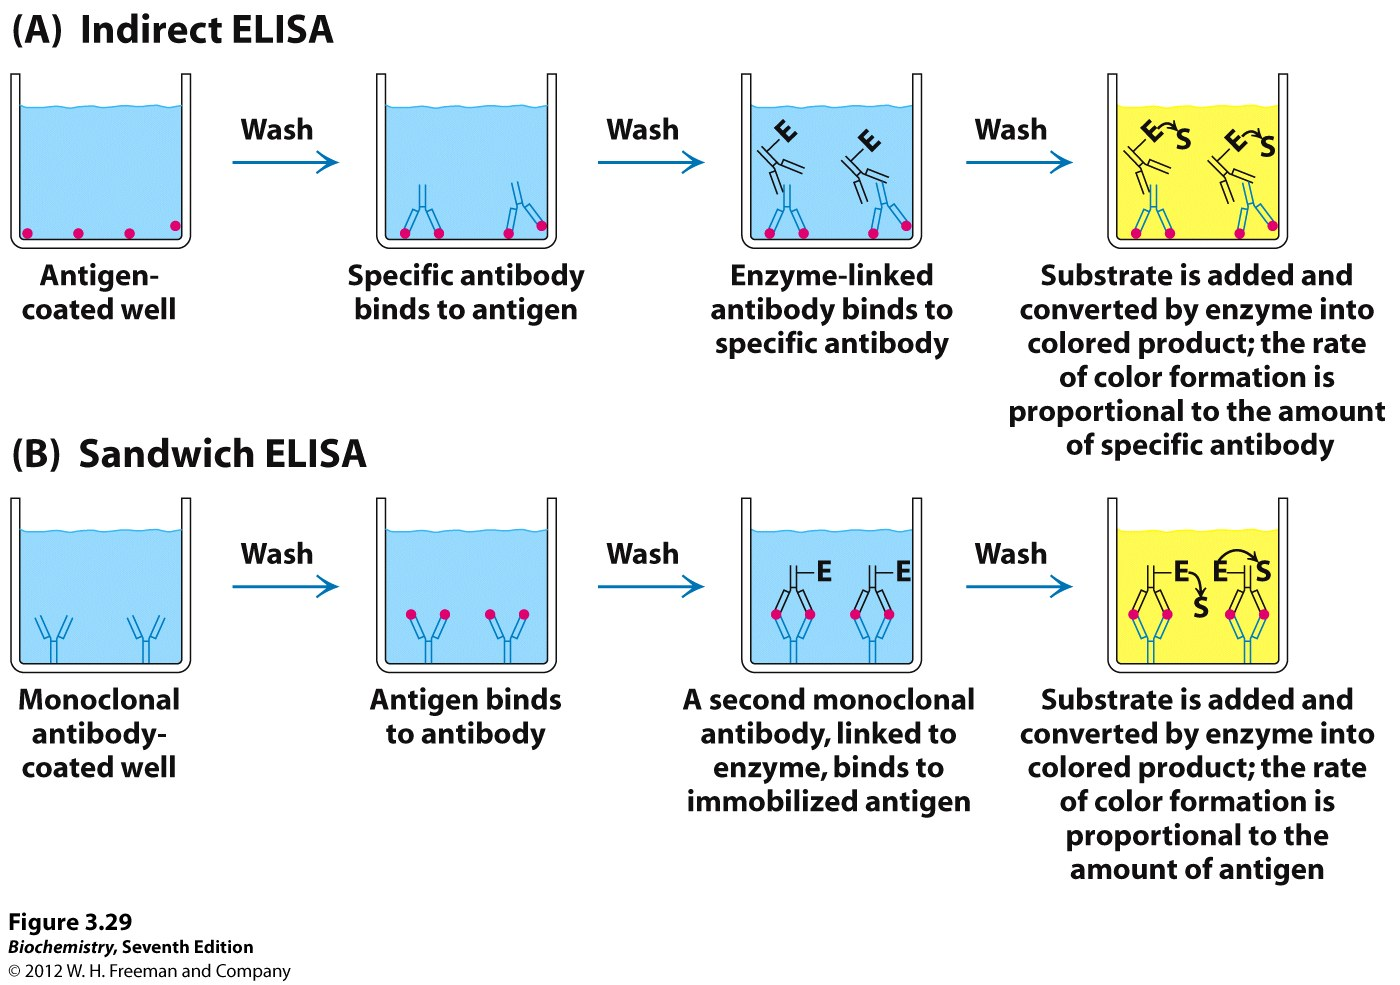 (A) Indirect ELISA
Wash
Wash
Wash
E
E
E
S
E
S
Antigen-
coated well
Specific antibody
binds to antigen
Enzyme-linked
antibody binds to
specific antibody
Substrate is added and
converted by enzyme into
colored product; the rate
of color formation is
proportional to the amount
of specific antibody
(B) Sandwich ELISA
Wash
Wash
Wash
E
E
E
S
E
S
Monoclonal
antibody-
coated well
Antigen binds
to antibody
A second monoclonal
antibody, linked to
enzyme, binds to
immobilized antigen
Substrate is added and
converted by enzyme into
colored product; the rate
of color formation is
proportional to the
amount of antigen
Figure 3.29
Biochemistry, Seventh Edition
© 2012 W. H. Freeman and Company